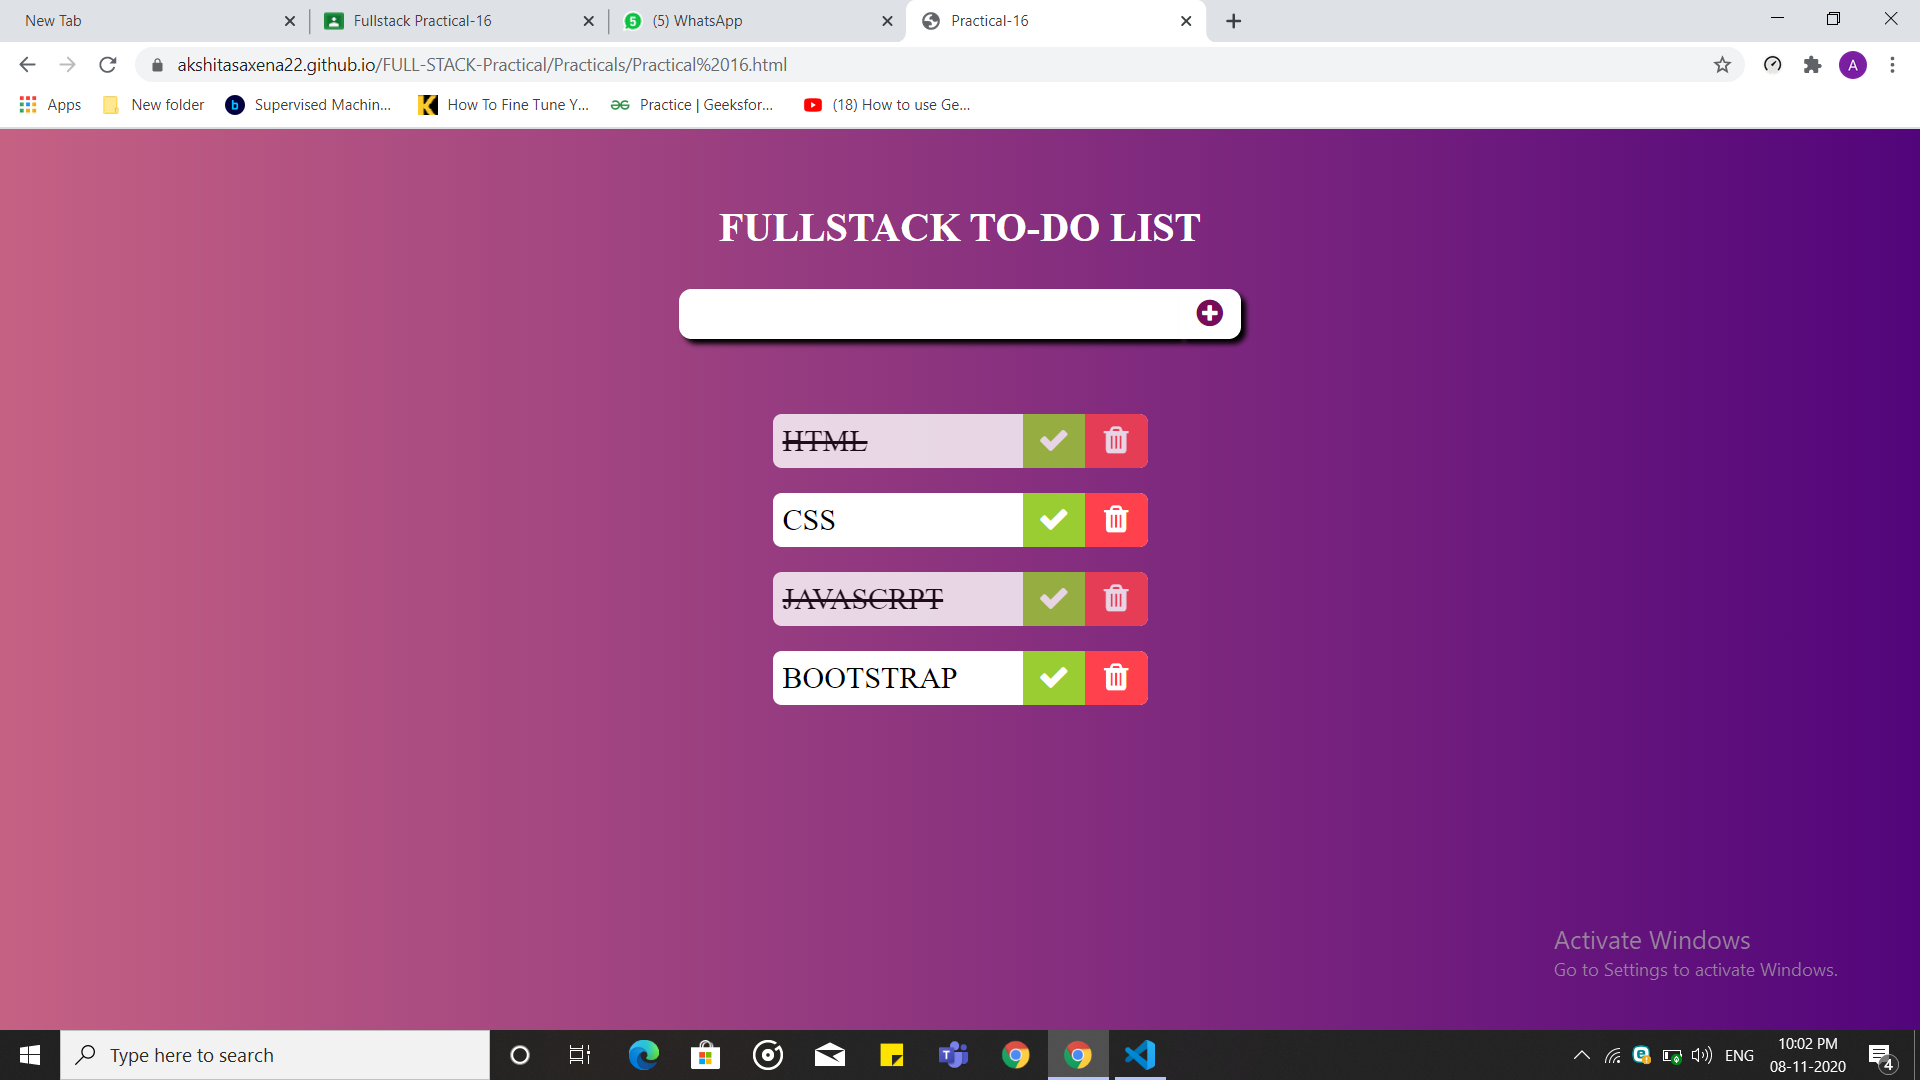 New Tab
Fullstack Practical-16
(5) WhatsApp
Practical-16
akshitasaxena22.github.io/FULL-STACK-Practical/Practicals/Practical%2016.html
A
Apps
New folder
Supervised Machin...
How To Fine Tune Y...
Practice | Geeksfor...
(18) How to use Ge...
FULLSTACK TO-DO LIST
HTML
CSS
JAVASCRPT
BOOTSTRAP
Activate Windows
Go to Settings to activate Windows.
Type here to search
ENG
10:02 PM
08-11-2020
4